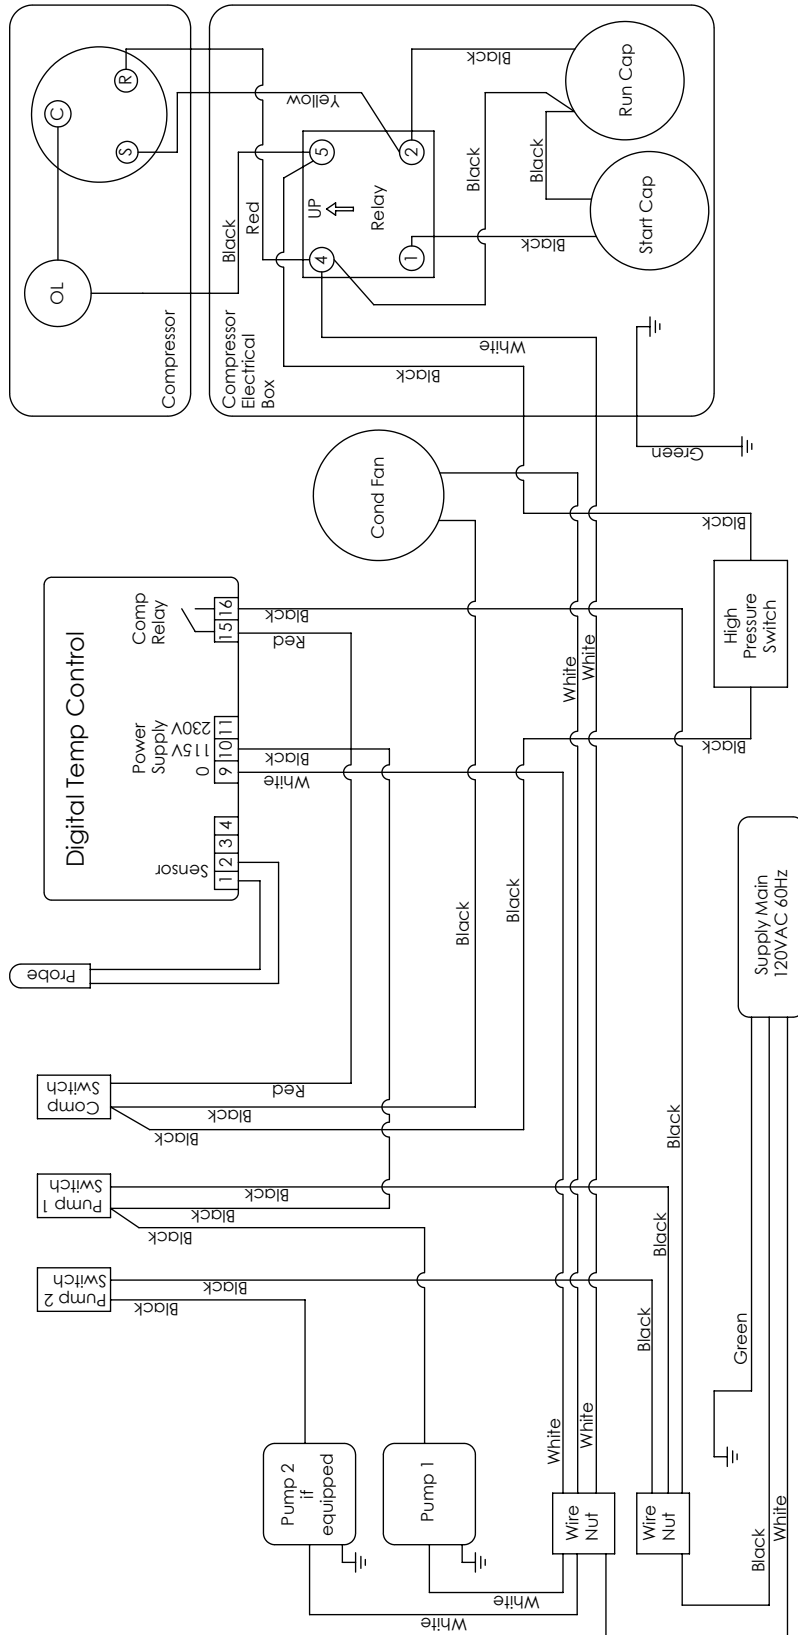 Compressor
OL
C
S
R
Compressor
Electrical
Box
Black
Red
Yellow
5
2
4
1
UP
Relay
Black
Black
Black
Black
Run Cap
Start Cap
White
Black
Green
Cond Fan
Digital Temp Control
Comp
Relay
15
16
Black
Red
Power
Supply
0
115V
230V
9
10
11
Black
White
Sensor
1
2
3
4
Probe
White
White
Black
High
Pressure
Switch
Black
Black
Black
Supply Main
120VAC 60Hz
Comp
Switch
Red
Black
Black
Pump 1
Switch
Black
Black
Black
Pump 2
Switch
Black
Black
Black
Black
Black
Green
Pump 2
if
equipped
Pump 1
White
White
Wire
Nut
Wire
Nut
White
White
Black
White